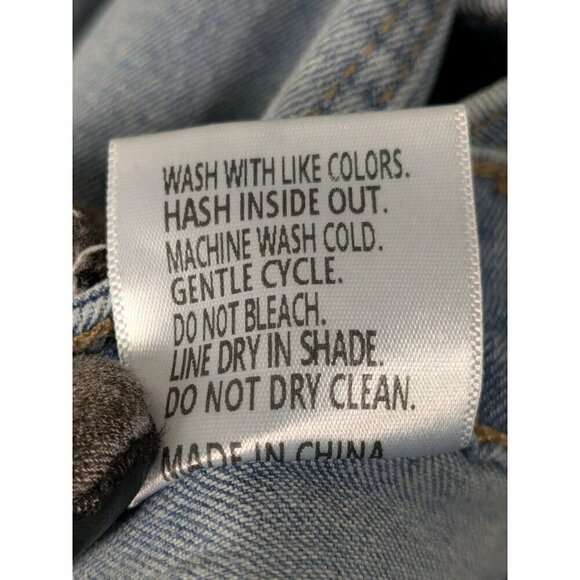 WASH WITH LIKE COLORS.
HASH INSIDE OUT.
MACHINE WASH COLD.
GENTLE CYCLE.
DO NOT BLEACH.
LINE DRY IN SHADE.
DO NOT DRY CLEAN.
MADE IN CHINA